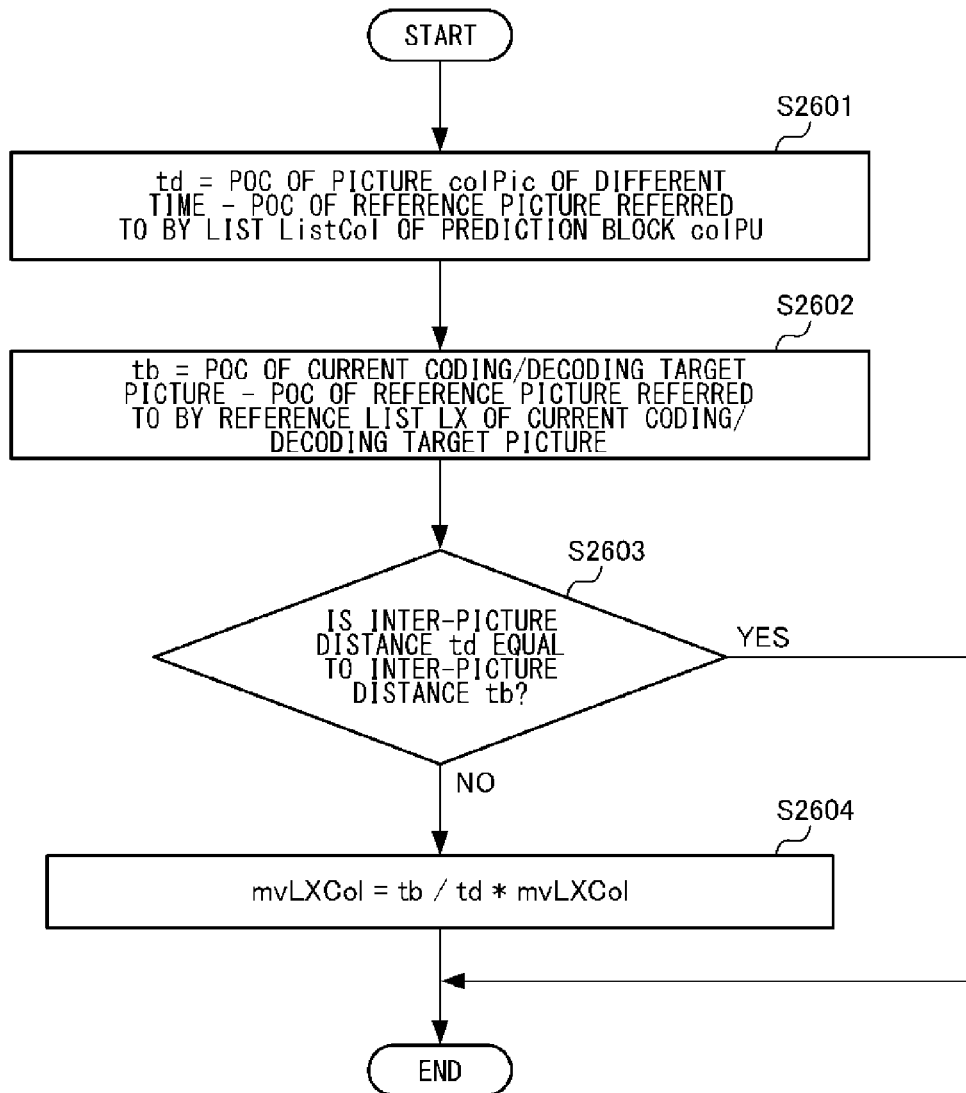 START
S2601
td = POC OF PICTURE colPic OF DIFFERENT
TIME - POC OF REFERENCE PICTURE REFERRED
TO BY LIST ListCol OF PREDICTION BLOCK colPU
S2602
tb = POC OF CURRENT CODING/DECODING TARGET
PICTURE - POC OF REFERENCE PICTURE REFERRED
TO BY REFERENCE LIST LX OF CURRENT CODING/
DECODING TARGET PICTURE
S2603
IS INTER-PICTURE
DISTANCE td EQUAL
TO INTER-PICTURE
DISTANCE tb?
YES
NO
S2604
mvLXCol = tb / td * mvLXCol
END